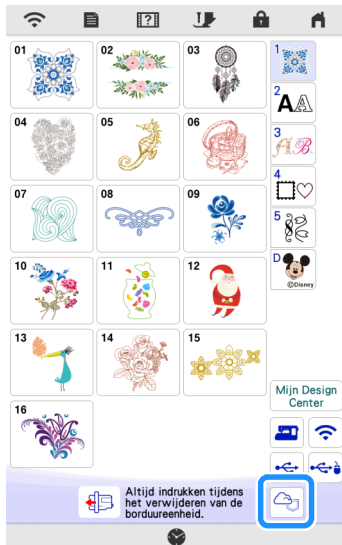 01 02 03 1
2
AA
04 05 06 3
AB
4
07 08 09 5
10 11 12 D
©Disney
13 14 15
Mijn Design
Center
16
Altijd indrukken tijdens
het verwijderen van de
borduureenheid.